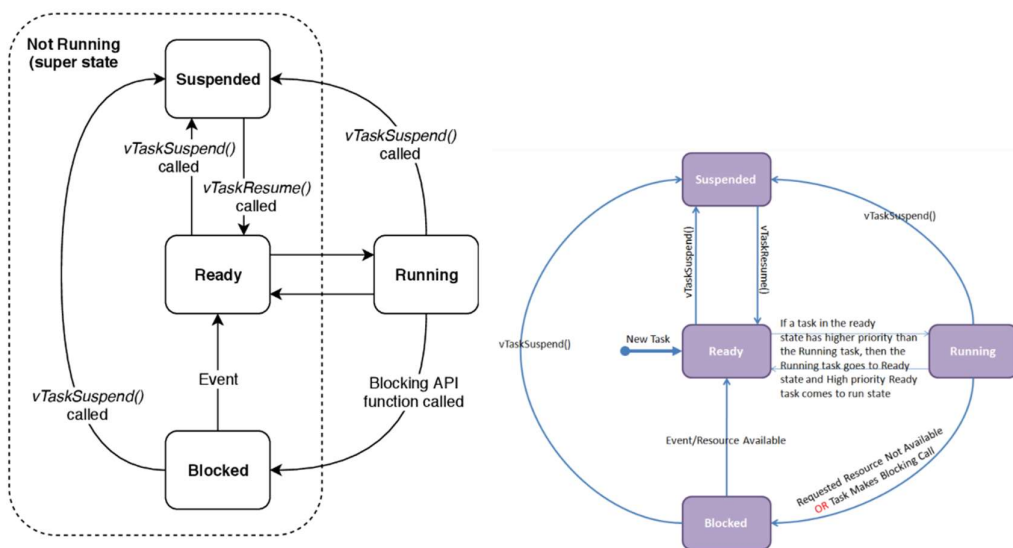 Not Running
(super state
Suspended
vTaskSuspend()
called
vTaskResume()
called
vTaskSuspend()
called
Ready
Running
Event
Blocking API
function called
vTaskSuspend()
called
Blocked
Suspended
vTaskSuspend()
vTaskSuspend()
vTaskResume()
New Task
Ready
If a task in the ready
state has higher priority than
the Running task, then the
Running task goes to Ready
state and High priority Ready
task comes to run state
Running
vTaskSuspend()
Event/Resource Available
Requested Resource Not Available
OR Task Makes Blocking Call
Blocked